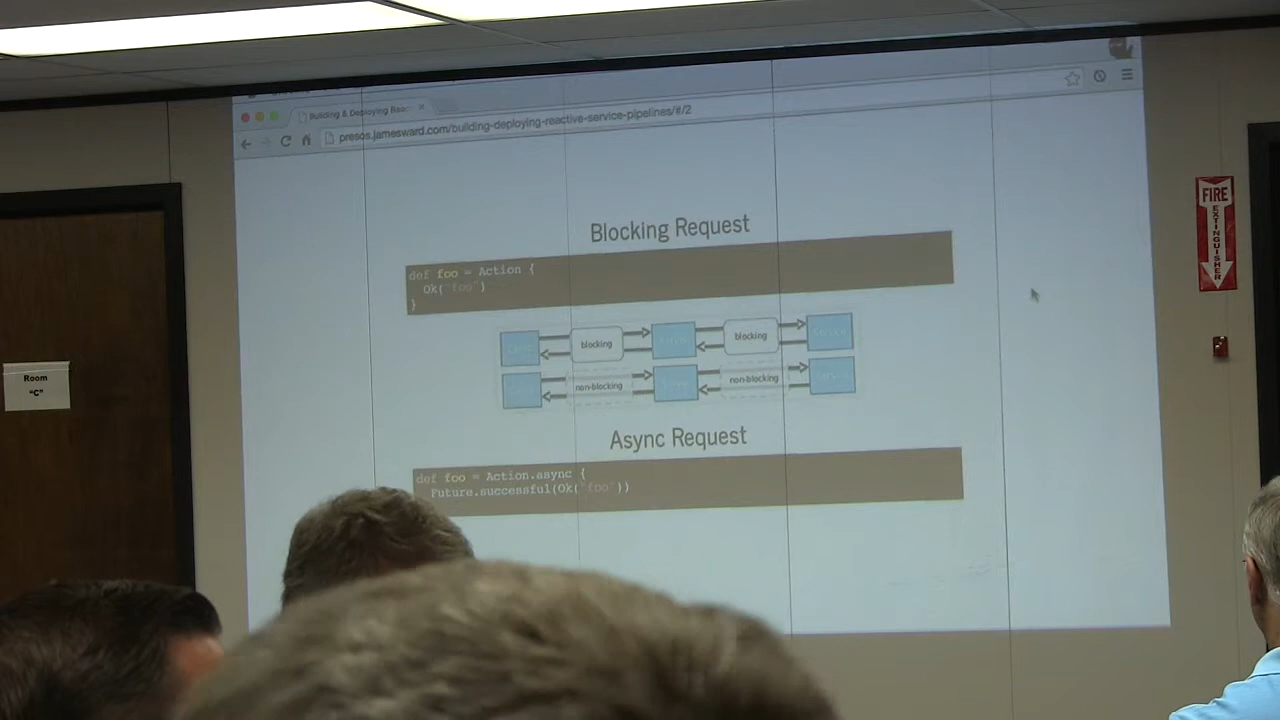 Building & Deploying Reac
presos.jamesward.com/building-deploying-reactive-service-pipelines/#/2
Blocking Request
def foo = Action {
Ok("foo")
}
blocking
blocking
non-blocking
non-blocking
Async Request
def foo = Action.async {
Future.successful(Ok("foo"))
Room
"C"
FIRE
EXTINGUISHER